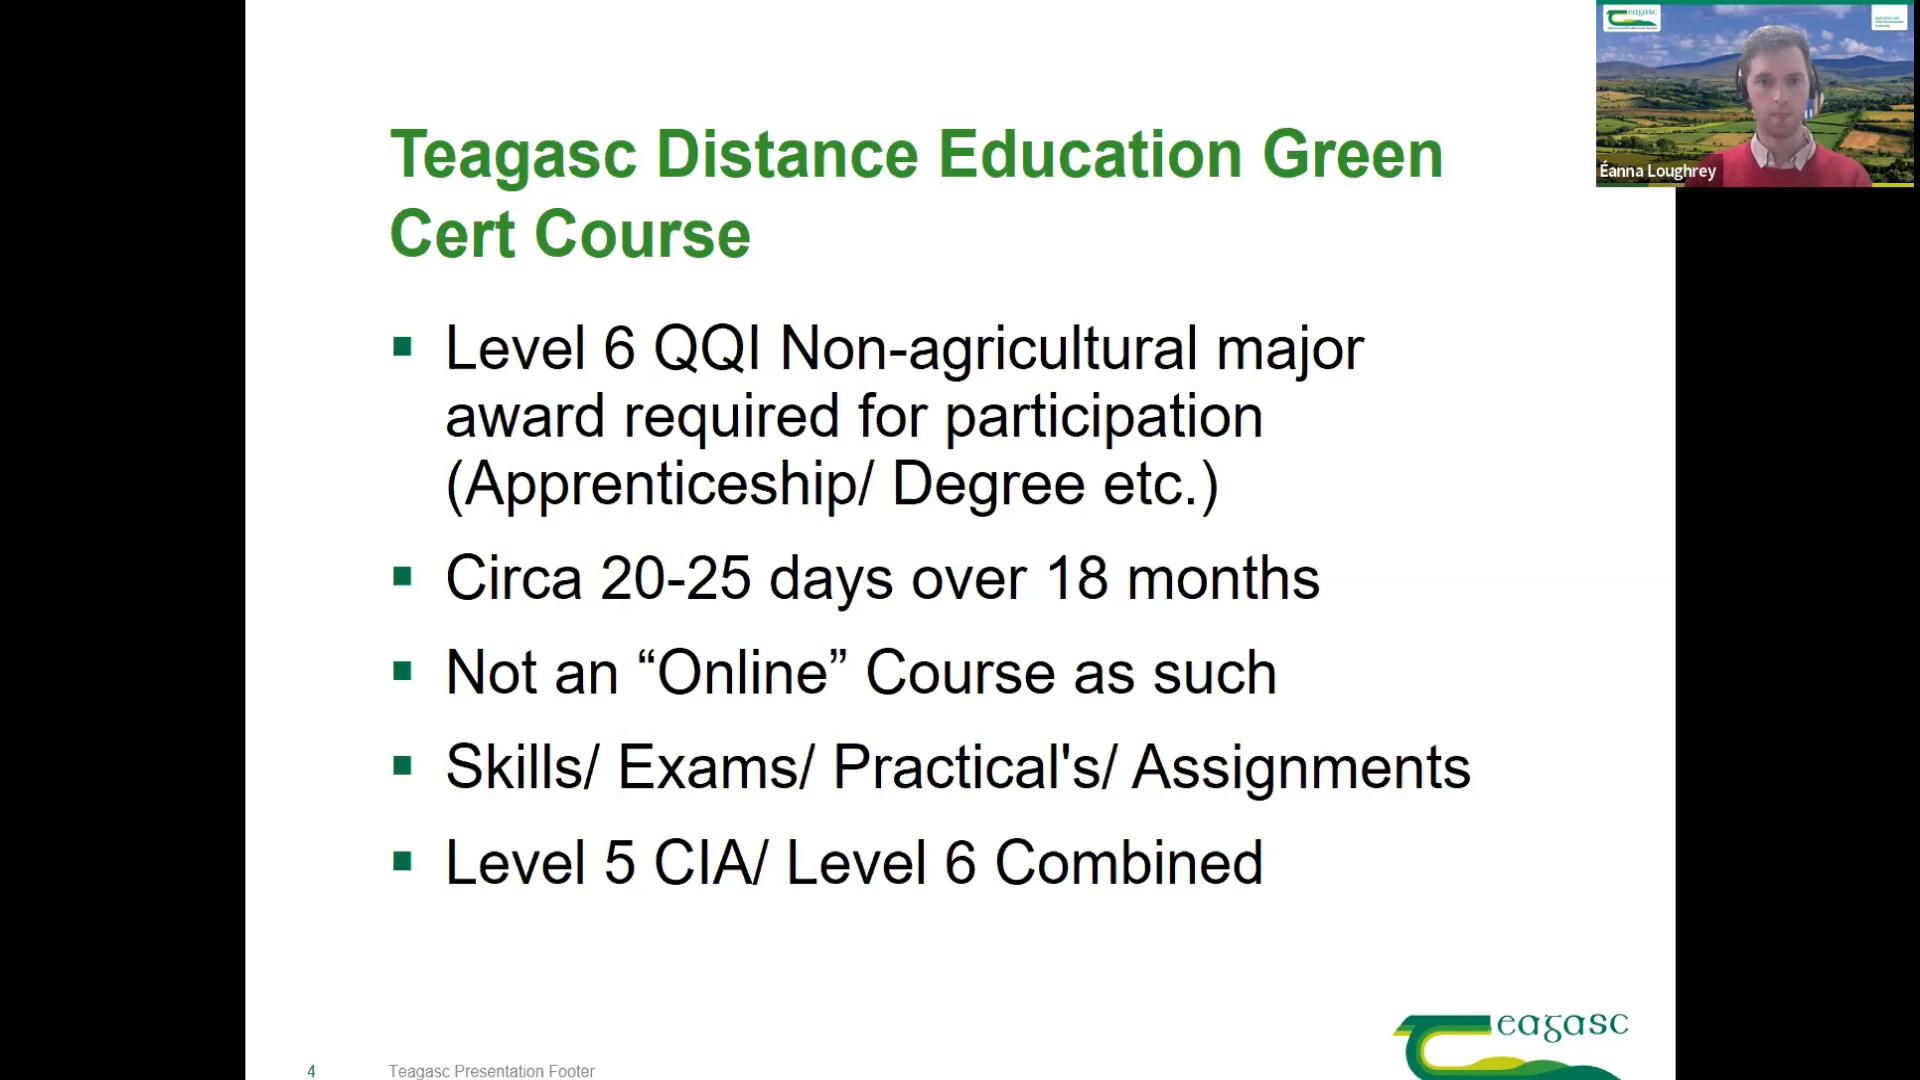 Teagasc Distance Education Green
Cert Course
▪ Level 6 QQI Non-agricultural major
award required for participation
(Apprenticeship/ Degree etc.)
▪ Circa 20-25 days over 18 months
▪ Not an “Online” Course as such
▪ Skills/ Exams/ Practical's/ Assignments
▪ Level 5 CIA/ Level 6 Combined
4 Teagasc Presentation Footer
eagasc
eagasc
Éanna Loughrey